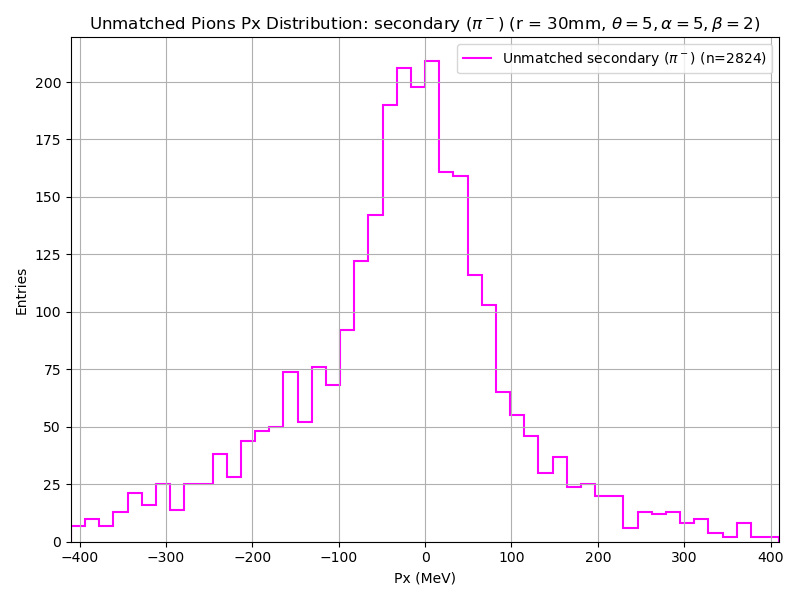 Unmatched Pions Px Distribution: secondary (π⁻) (r = 30mm, θ = 5, α = 5, β = 2)
Unmatched secondary (π⁻) (n=2824)
200
175
150
125
100
75
50
25
0
Entries
−400 −300 −200 −100 0 100 200 300 400
Px (MeV)